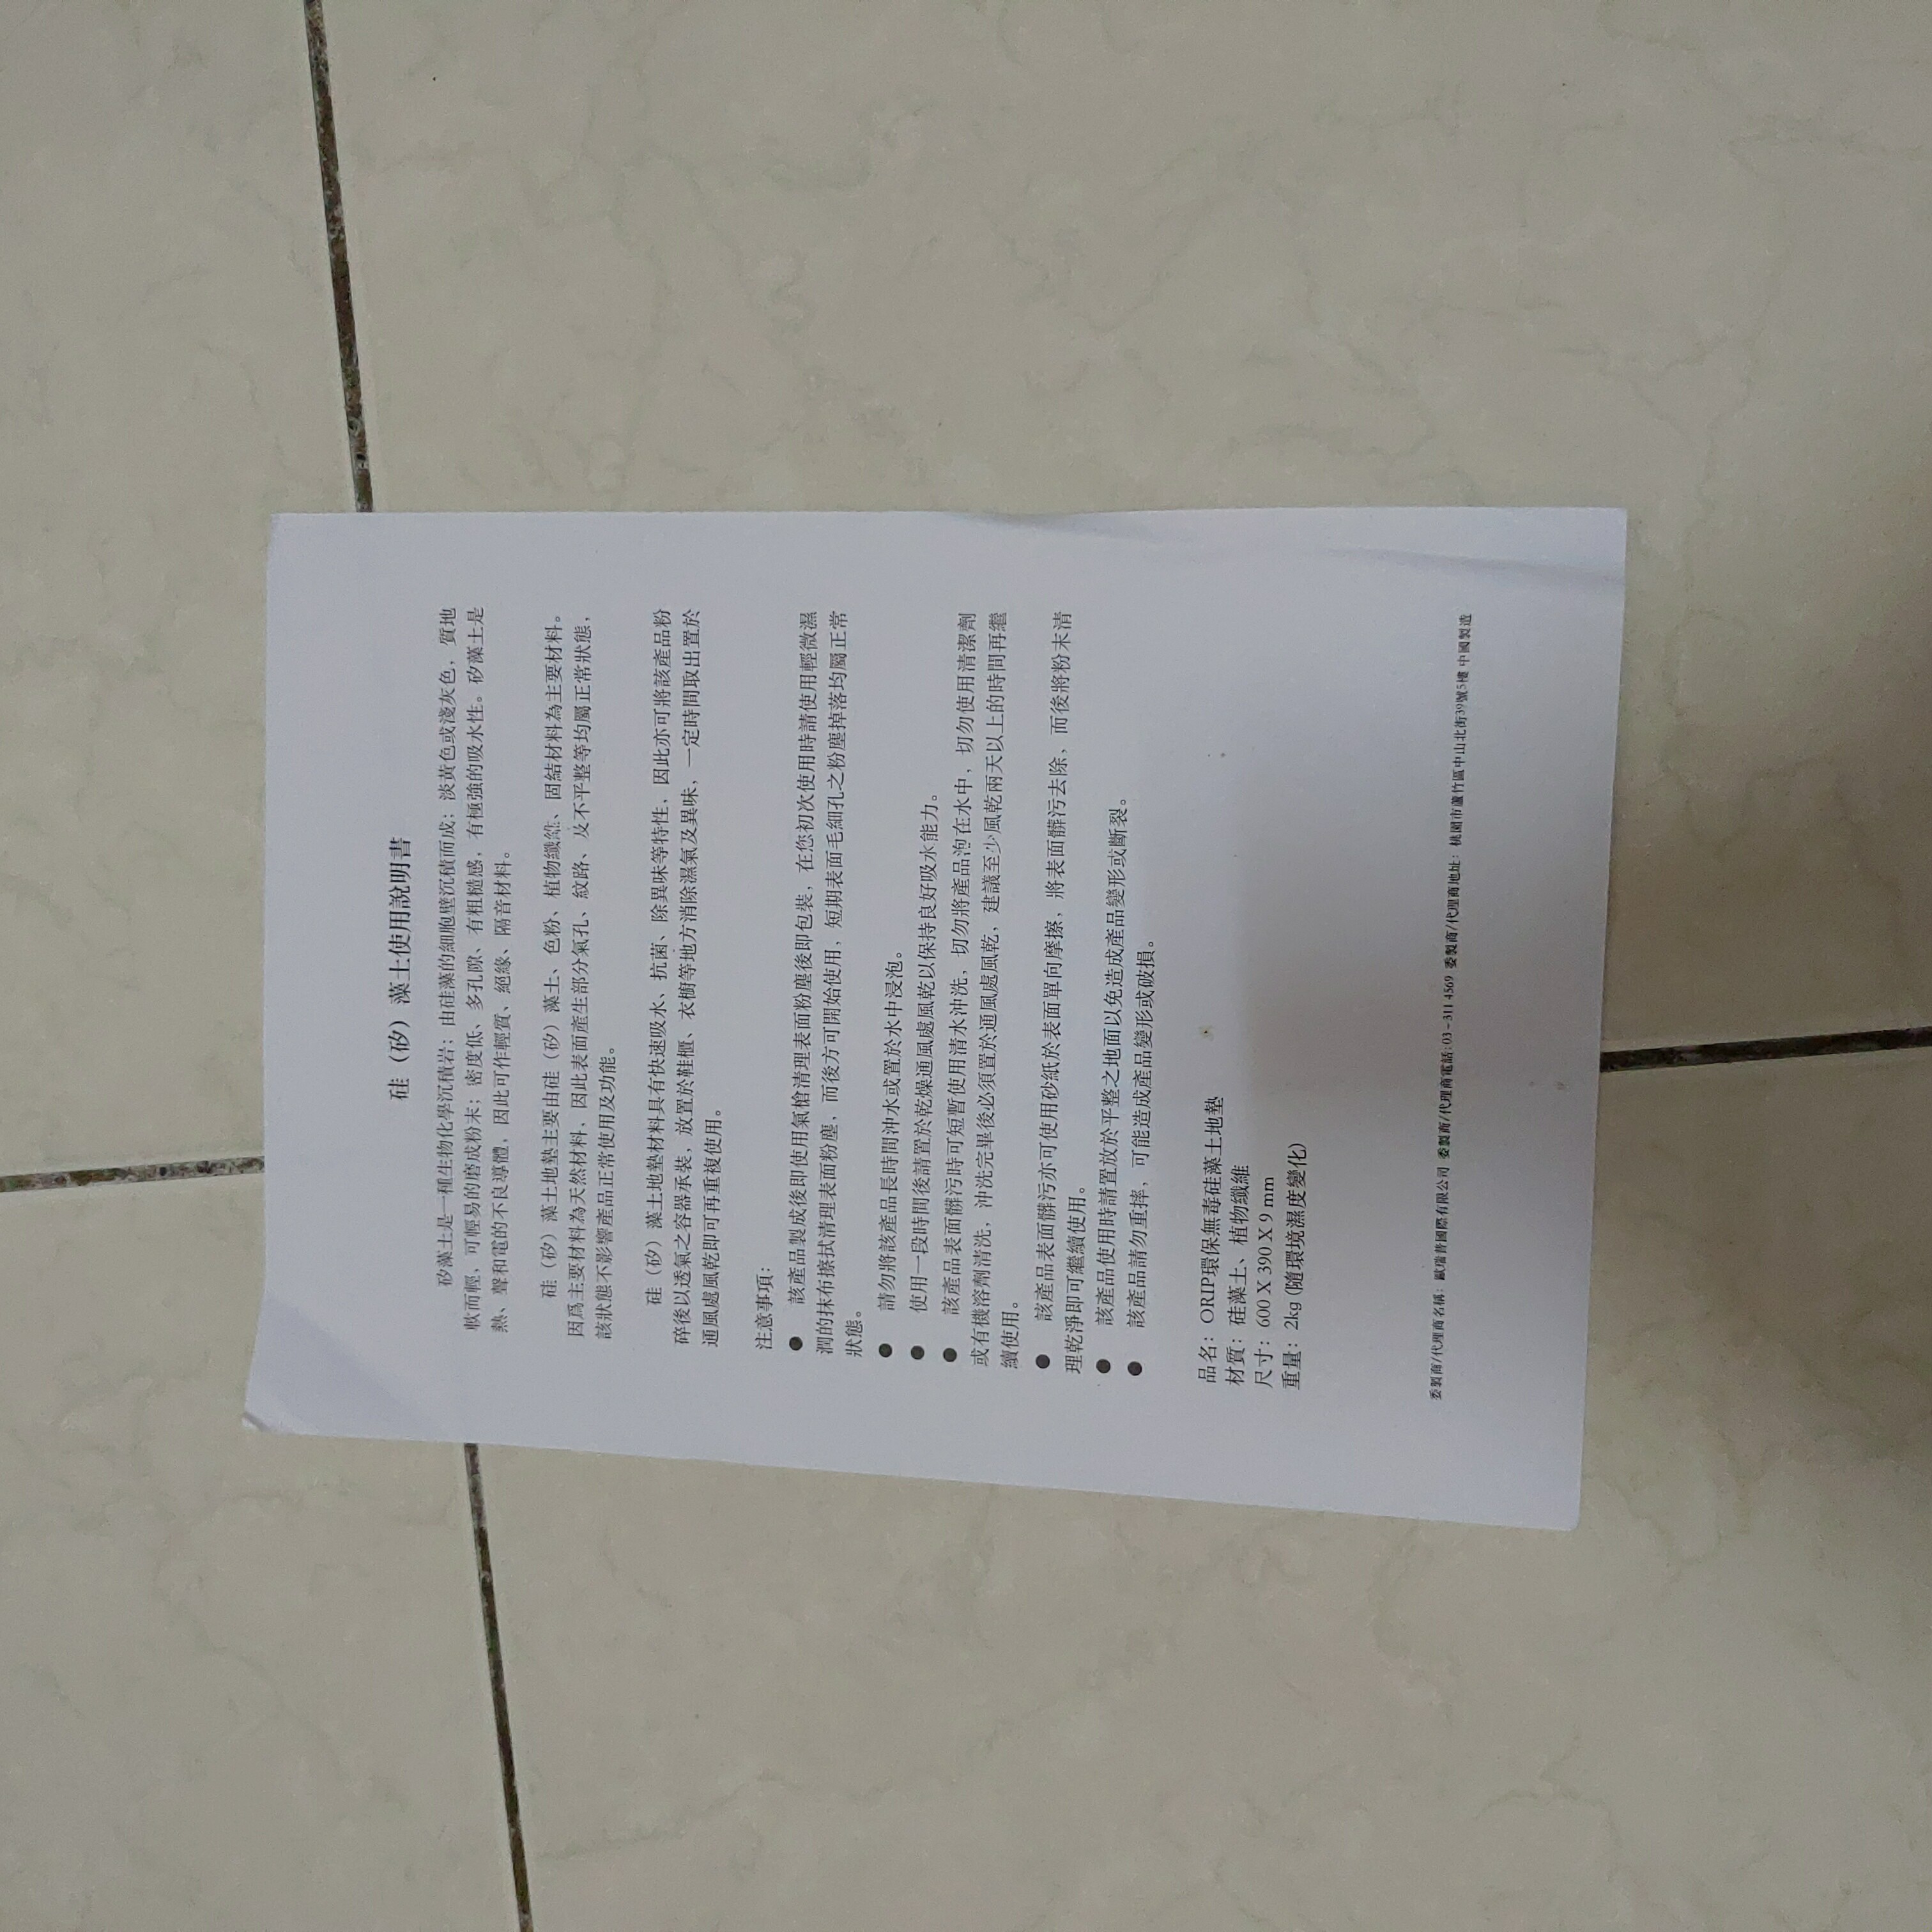 硅（矽）藻土使用說明書
矽藻土是一種生物化學沉積岩；由硅藻的細胞壁沉積而成；淡黃色或淺灰色，質地
軟而輕，可輕易的磨成粉末；密度低、多孔隙、有粗糙感，有極強的吸水性。矽藻土是
熱、聲和電的不良導體，因此可作輕質、絕緣、隔音材料。
硅（矽）藻土地墊主要由硅（矽）藻土、色粉、植物纖維、固結材料為主要材料。
因爲主要材料為天然材料，因此表面產生部分氣孔、紋路、及不平整等均屬正常狀態，
該狀態不影響產品正常使用及功能。
硅（矽）藻土地墊材料具有快速吸水、抗菌、除異味等特性，因此亦可將該產品粉
碎後以透氣之容器承裝，放置於鞋櫃、衣櫥等地方消除濕氣及異味，一定時間取出置於
通風處風乾即可再重複使用。
注意事項：
● 該產品製成後即使用氣槍清理表面粉塵後即包裝，在您初次使用時請使用輕微濕
潤的抹布擦拭清理表面粉塵，而後方可開始使用，短期表面毛細孔之粉塵掉落均屬正常
狀態。
● 請勿將該產品長時間沖水或置於水中浸泡。
● 使用一段時間後請置於乾燥通風處風乾以保持良好吸水能力。
● 該產品表面髒污時可短暫使用清水沖洗，切勿將產品泡在水中，切勿使用清潔劑
或有機溶劑清洗，沖洗完畢後必須置於通風處風乾，建議至少風乾兩天以上的時間再繼
續使用。
● 該產品表面髒污亦可使用砂紙於表面單向摩擦，將表面髒污去除，而後將粉末清
理乾淨即可繼續使用。
● 該產品使用時請置放於平整之地面以免造成產品變形或斷裂。
● 該產品請勿重摔，可能造成產品變形或破損。
品名：ORIP環保無毒硅藻土地墊
材質：硅藻土、植物纖維
尺寸：600 X 390 X 9 mm
重量：2kg (隨環境濕度變化)
委製商/代理商名稱：歐瑞普國際有限公司 委製商/代理商電話:03-311 4569 委製商/代理商地址：桃園市蘆竹區中山北街39號5樓 中國製造